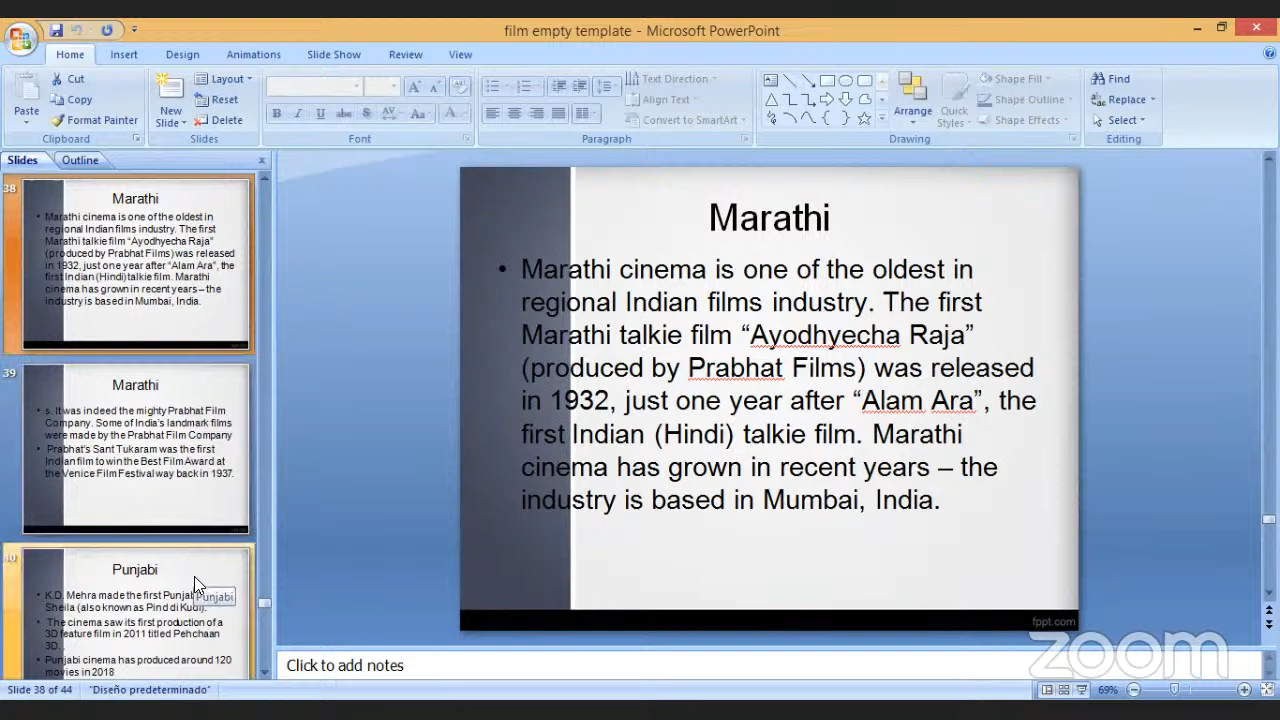 film empty template - Microsoft PowerPoint
Home Insert Design Animations Slide Show Review View
Paste
Cut
Copy
Format Painter
Clipboard
New
Slide
Layout
Reset
Delete
Slides
B I U abc S AV Aa A
Font
Text Direction
Align Text
Convert to SmartArt
Paragraph
Arrange
Quick
Styles
Shape Fill
Shape Outline
Shape Effects
Drawing
Find
Replace
Select
Editing
Slides Outline
38
Marathi
• Marathi cinema is one of the oldest in
regional Indian films industry. The first
Marathi talkie film “Ayodhyecha Raja”
(produced by Prabhat Films) was released
in 1932, just one year after “Alam Ara”, the
first Indian (Hindi) talkie film. Marathi
cinema has grown in recent years – the
industry is based in Mumbai, India.
39
Marathi
• s. It was indeed the mighty Prabhat Film
Company. Some of India’s landmark films
were made by the Prabhat Film Company
• Prabhat’s Sant Tukaram was the first
Indian film to win the Best Film Award at
the Venice Film Festival way back in 1937.
40
Punjabi
• K.D. Mehra made the first Punjabi
Sheila (also known as Pind di Kudi).
• The cinema saw its first production of a
3D feature film in 2011 titled Pehchaan
3D.
• Punjabi cinema has produced around 120
movies in 2018
Punjabi
Marathi
• Marathi cinema is one of the oldest in
regional Indian films industry. The first
Marathi talkie film “Ayodhyecha Raja”
(produced by Prabhat Films) was released
in 1932, just one year after “Alam Ara”, the
first Indian (Hindi) talkie film. Marathi
cinema has grown in recent years – the
industry is based in Mumbai, India.
fppt.com
Click to add notes
zoom
Slide 38 of 44 "Diseño predeterminado" 69%